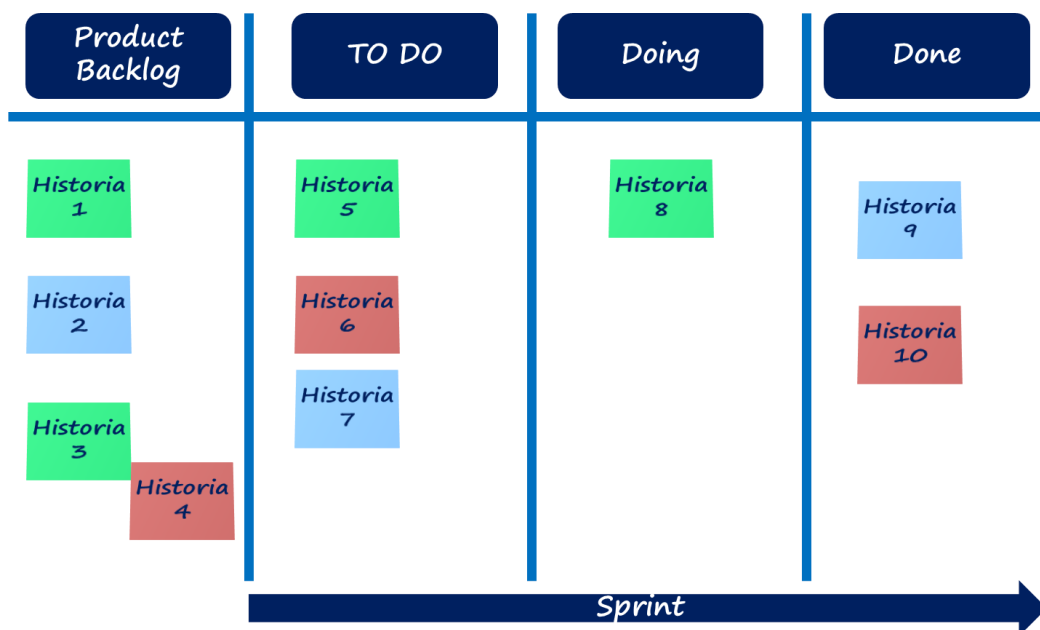 Product
Backlog
TO DO
Doing
Done
Historia
1
Historia
2
Historia
3
Historia
4
Historia
5
Historia
6
Historia
7
Historia
8
Historia
9
Historia
10
Sprint